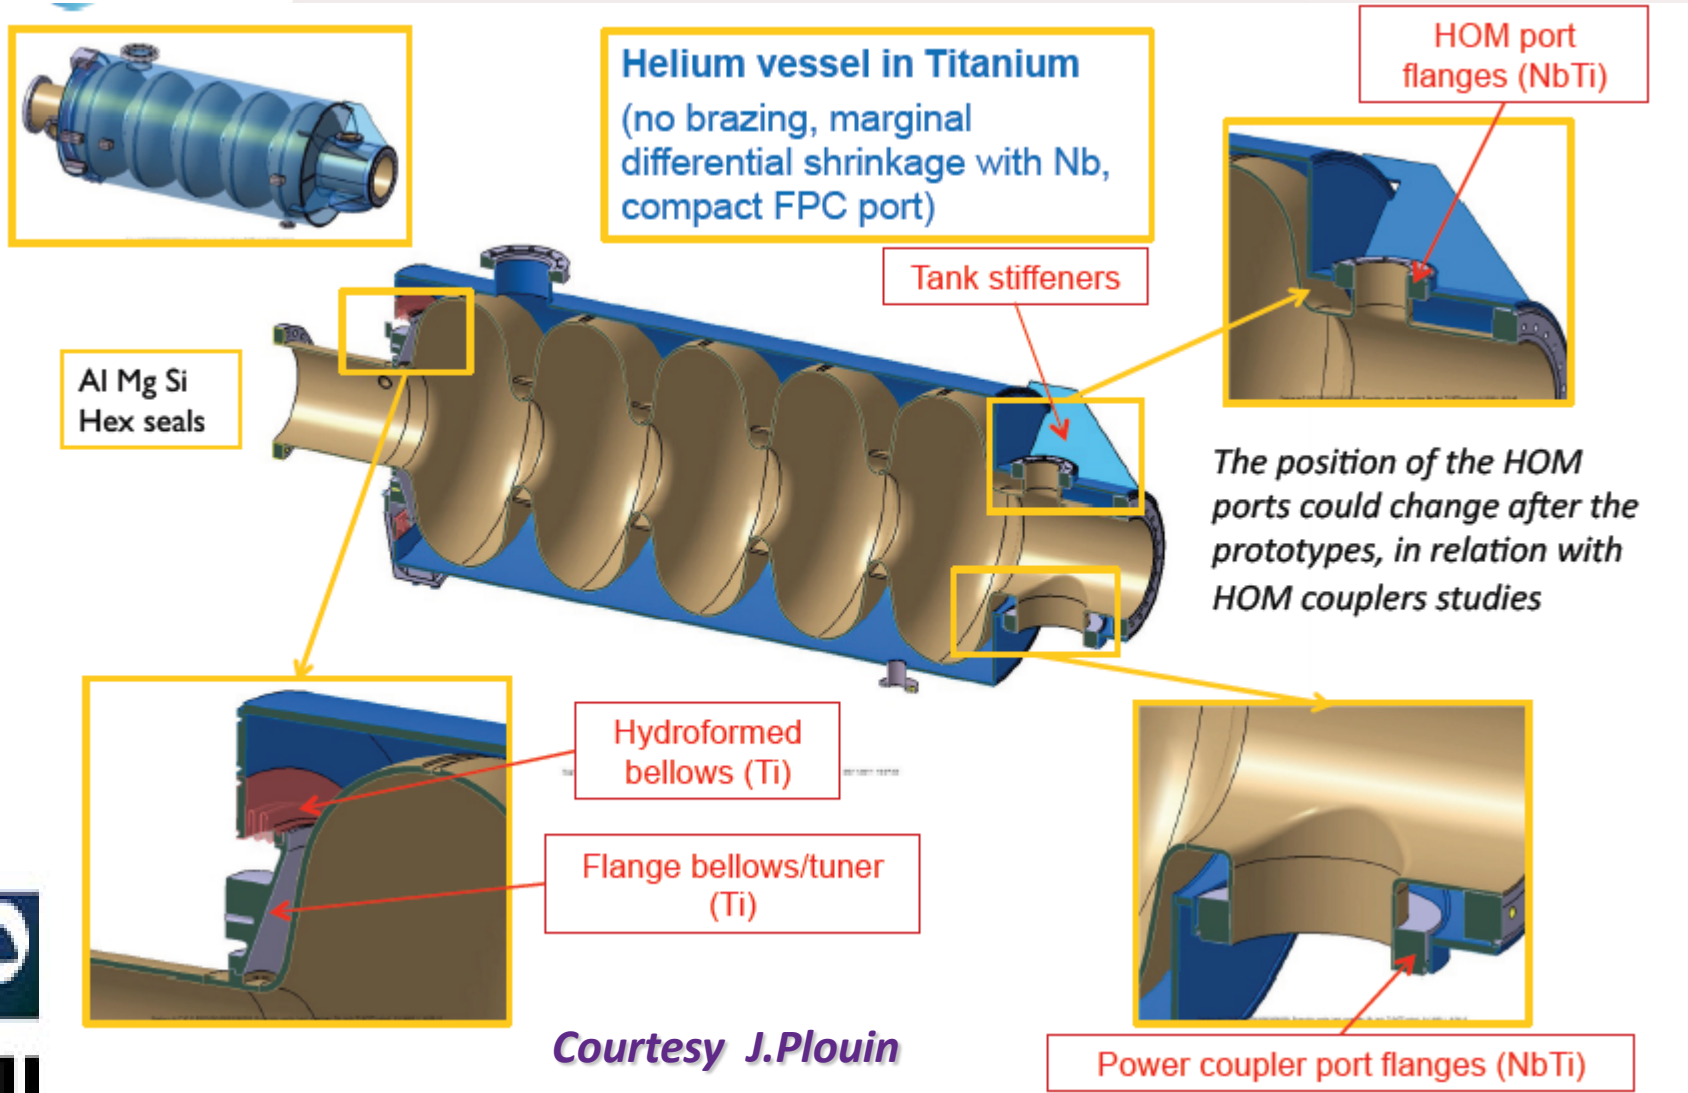 HOM port
flanges (NbTi)
Helium vessel in Titanium
(no brazing, marginal
differential shrinkage with Nb,
compact FPC port)
Tank stiffeners
Al Mg Si
Hex seals
The position of the HOM
ports could change after the
prototypes, in relation with
HOM couplers studies
Hydroformed
bellows (Ti)
Flange bellows/tuner
(Ti)
Courtesy J.Plouin
Power coupler port flanges (NbTi)